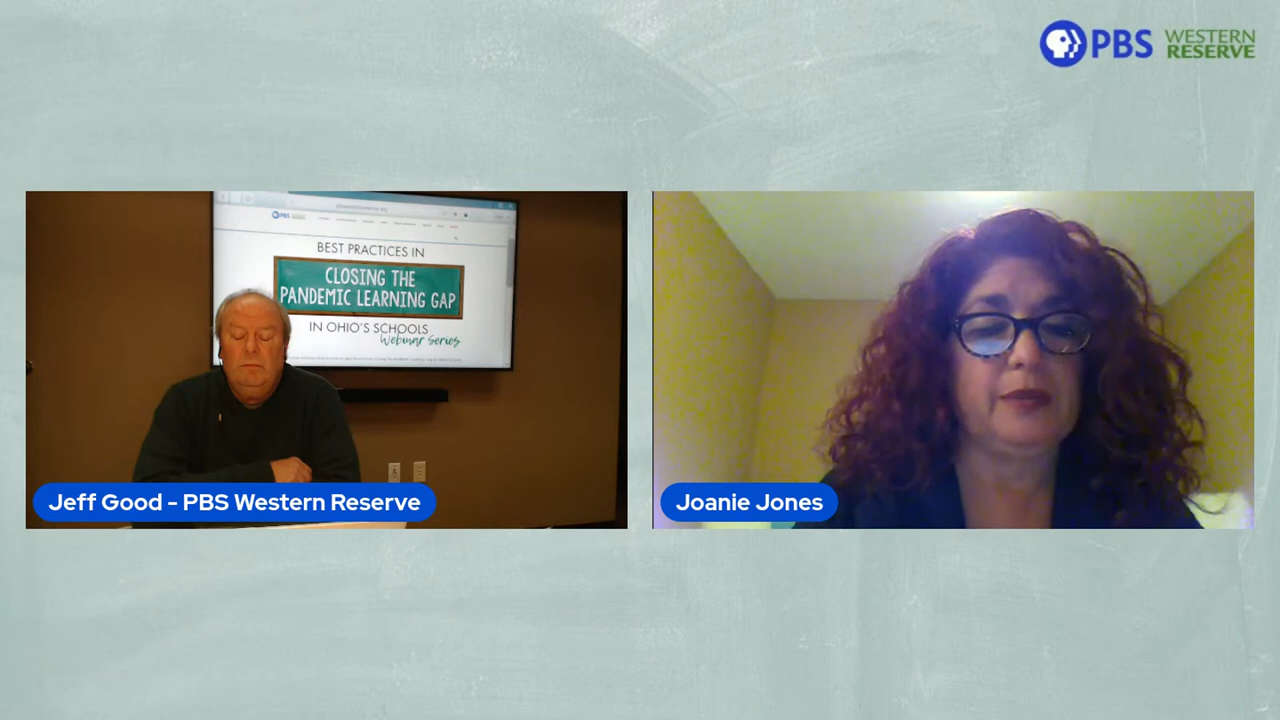 PBS WESTERN
RESERVE
PBS
BEST PRACTICES IN
CLOSING THE
PANDEMIC LEARNING GAP
IN OHIO'S SCHOOLS
Webinar Series
Jeff Good - PBS Western Reserve
Joanie Jones